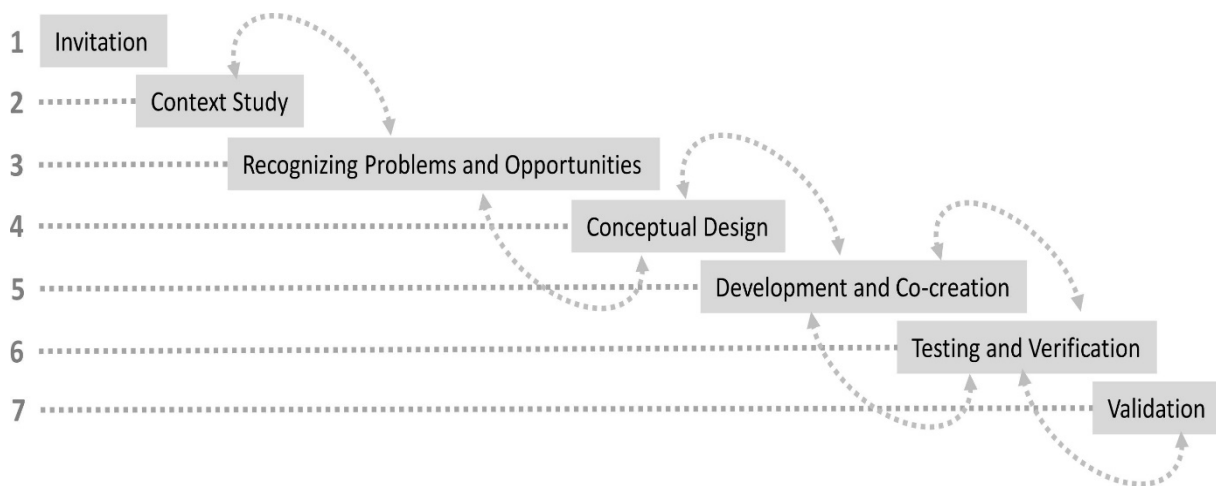 1 Invitation
2 Context Study
3 Recognizing Problems and Opportunities
4 Conceptual Design
5 Development and Co-creation
6 Testing and Verification
7 Validation